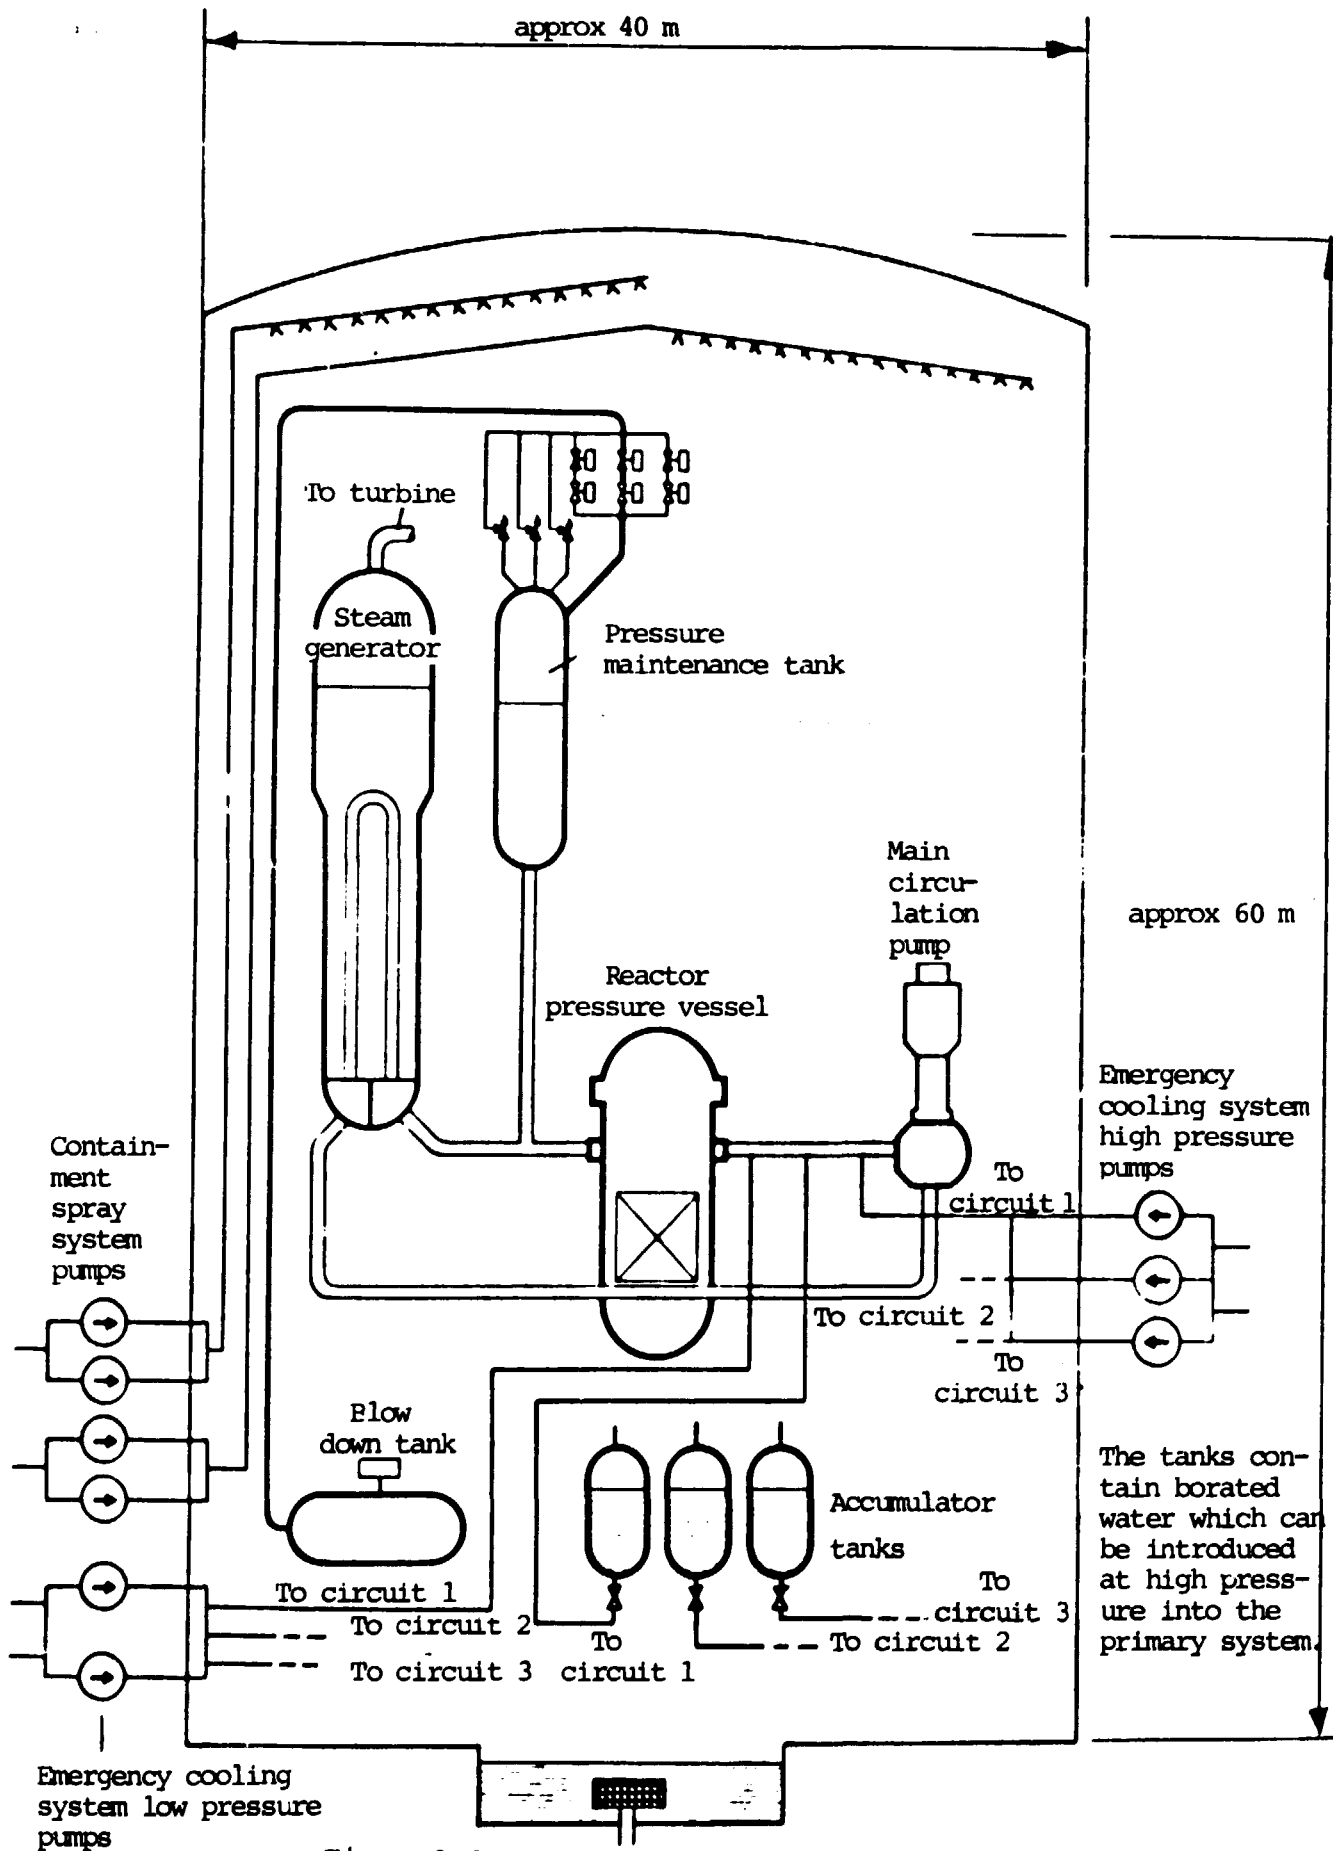 approx 40 m
To turbine
Steam
generator
Pressure
maintenance tank
Main
circu-
lation
pump
approx 60 m
Reactor
pressure vessel
Emergency
cooling system
high pressure
pumps
Contain-
ment
spray
system
pumps
To
circuit 1
To circuit 2
To
circuit 3
Blow
down tank
Accumulator
tanks
The tanks con-
tain borated
water which can
be introduced
at high press-
ure into the
primary system.
To circuit 1
To circuit 2
To circuit 3
To
circuit 1
To
circuit 3
To circuit 2
Emergency cooling
system low pressure
pumps